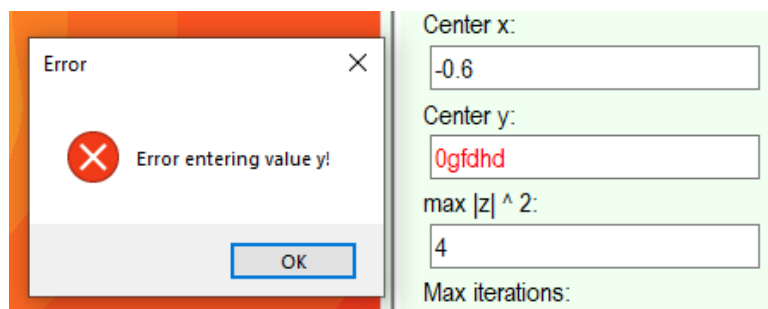 Error
Error entering value y!
OK
Center x:
-0.6
Center y:
0gfdhd
max |z| ^ 2:
4
Max iterations: